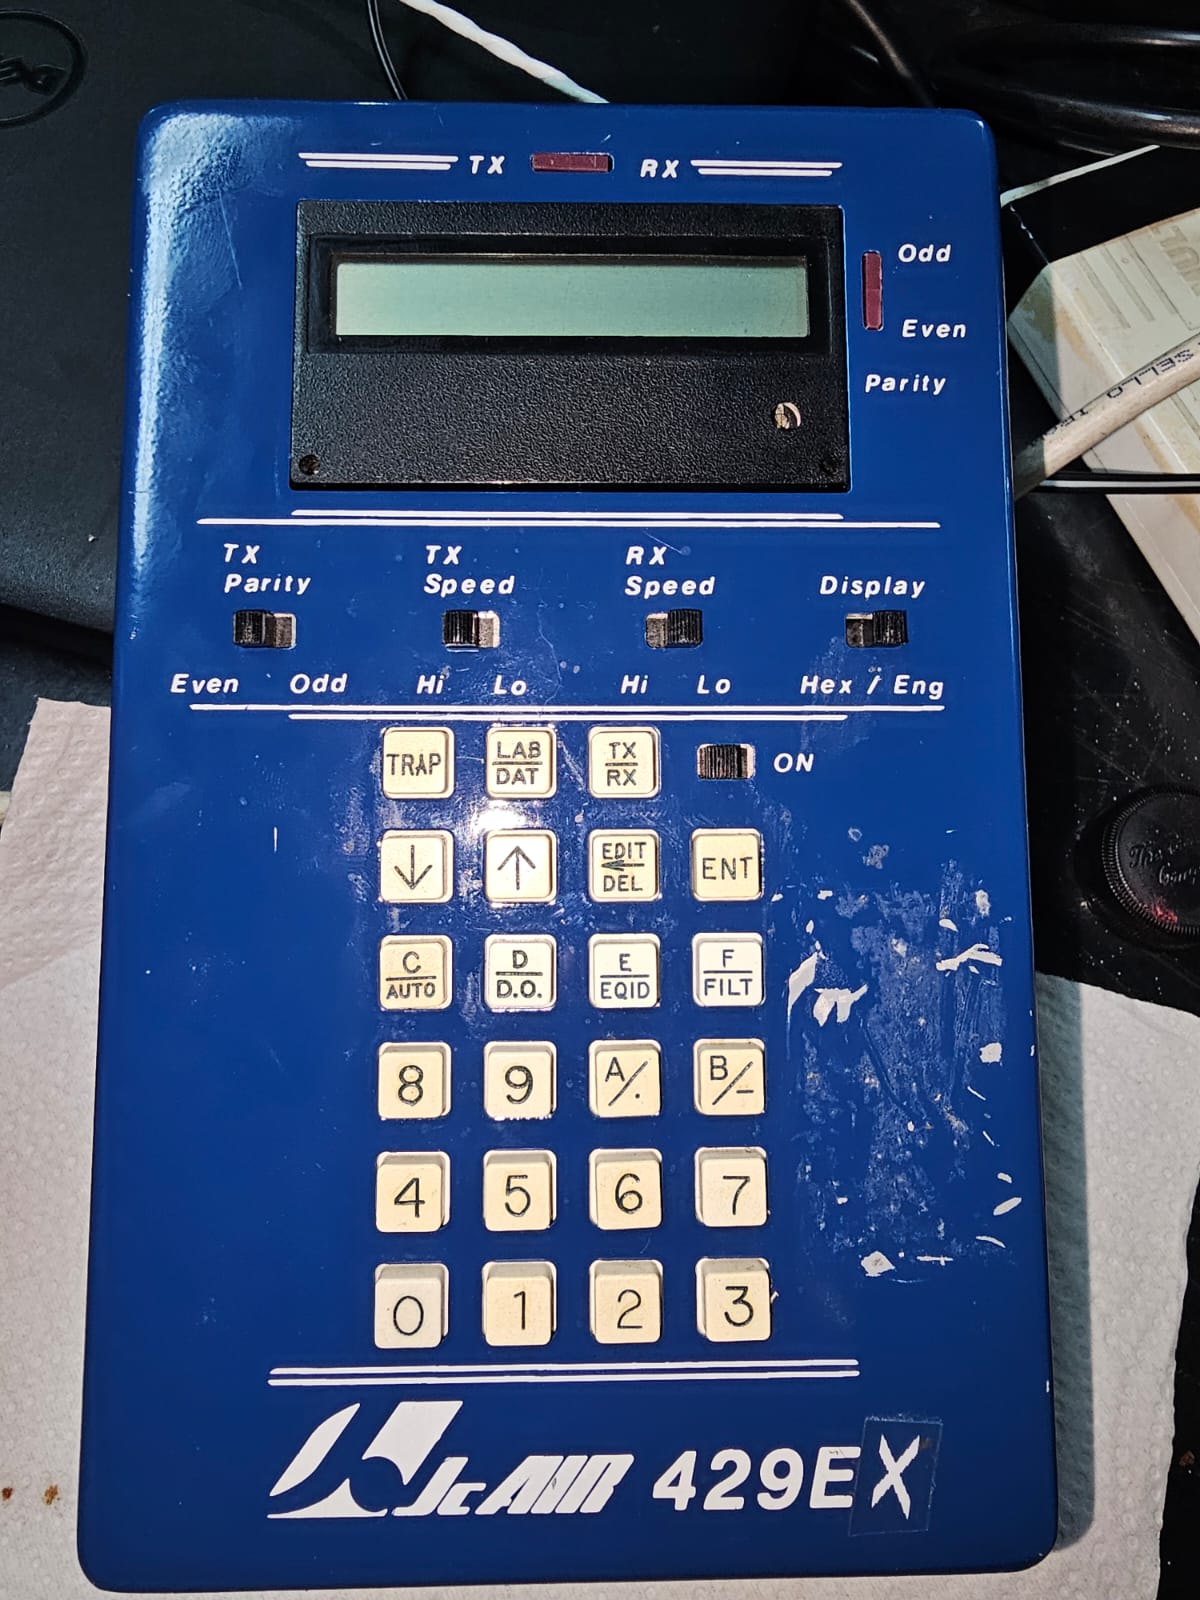 TX RX
Odd
Even
Parity
TX
Parity
TX
Speed
RX
Speed
Display
Even Odd
Hi Lo
Hi Lo
Hex / Eng
TRAP
LAB
DAT
TX
RX
ON
↓
↑
EDIT
DEL
ENT
C
AUTO
D
D.O.
E
EQID
F
FILT
8
9
A/.
B/-
4
5
6
7
0
1
2
3
JcAIR 429EX